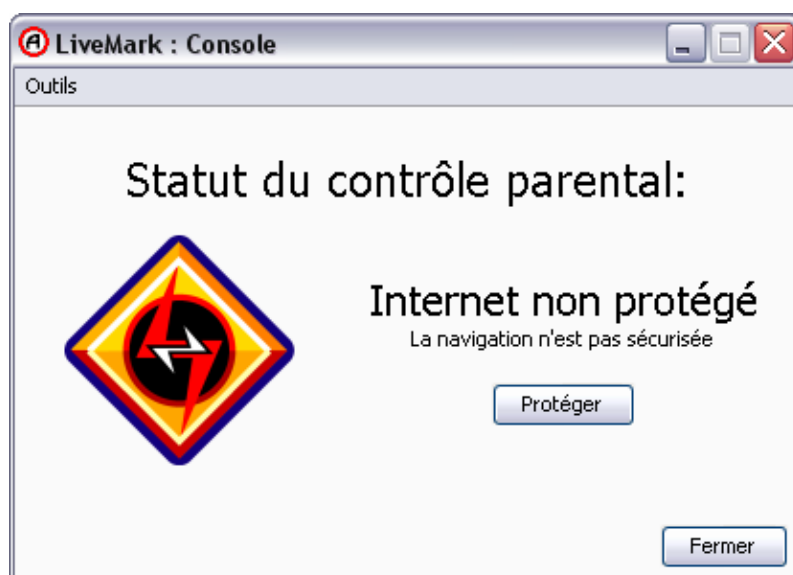 LiveMark : Console
Outils
Statut du contrôle parental:
Internet non protégé
La navigation n'est pas sécurisée
Protéger
Fermer